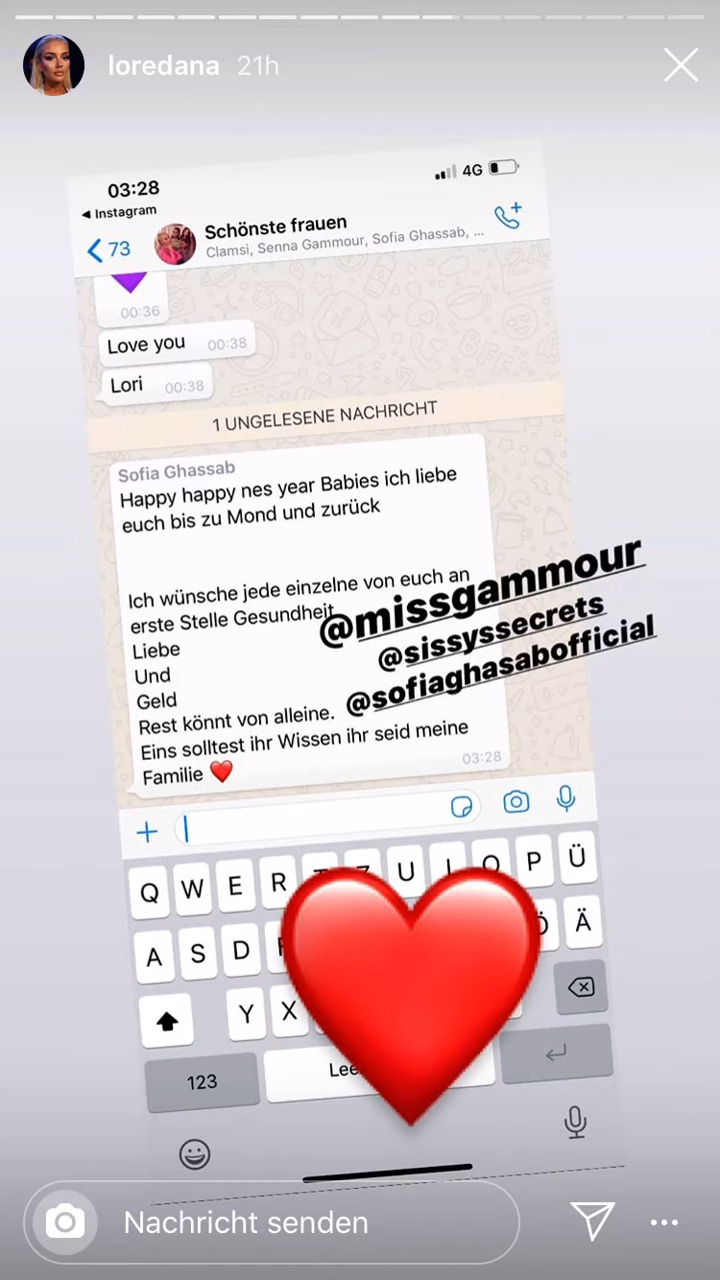 loredana 21h
03:28
4G
Instagram
73
Schönste frauen
Clamsi, Senna Gammour, Sofia Ghassab, ...
00:36
Love you 00:38
Lori 00:38
1 UNGELESENE NACHRICHT
Sofia Ghassab
Happy happy nes year Babies ich liebe
euch bis zu Mond und zurück
Ich wünsche jede einzelne von euch an
erste Stelle Gesundheit
Liebe
Und
Geld
Rest könnt von alleine.
Eins solltest ihr Wissen ihr seid meine
Familie ❤️
03:28
@missgammour
@sissyssecrets
@sofiaghasabofficial
Q W E R U I O P Ü
A S D Ä
Y X
123
Nachricht senden